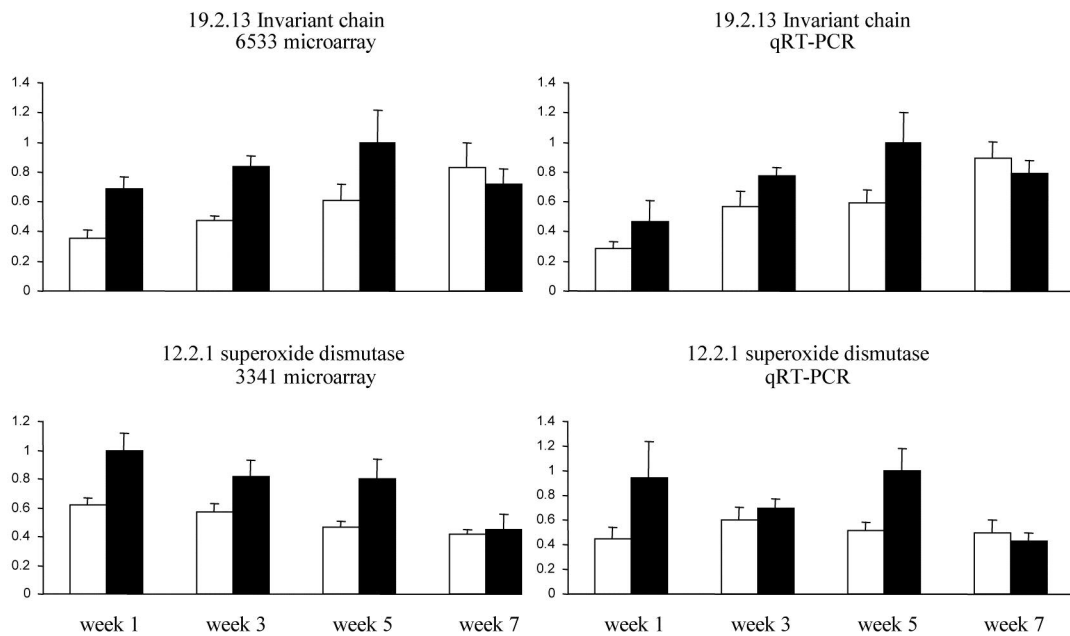 19.2.13 Invariant chain
6533 microarray
1.4
1.2
1
0.8
0.6
0.4
0.2
0
19.2.13 Invariant chain
qRT-PCR
1.4
1.2
1
0.8
0.6
0.4
0.2
0
12.2.1 superoxide dismutase
3341 microarray
1.2
1
0.8
0.6
0.4
0.2
0
week 1
week 3
week 5
week 7
12.2.1 superoxide dismutase
qRT-PCR
1.4
1.2
1
0.8
0.6
0.4
0.2
0
week 1
week 3
week 5
week 7